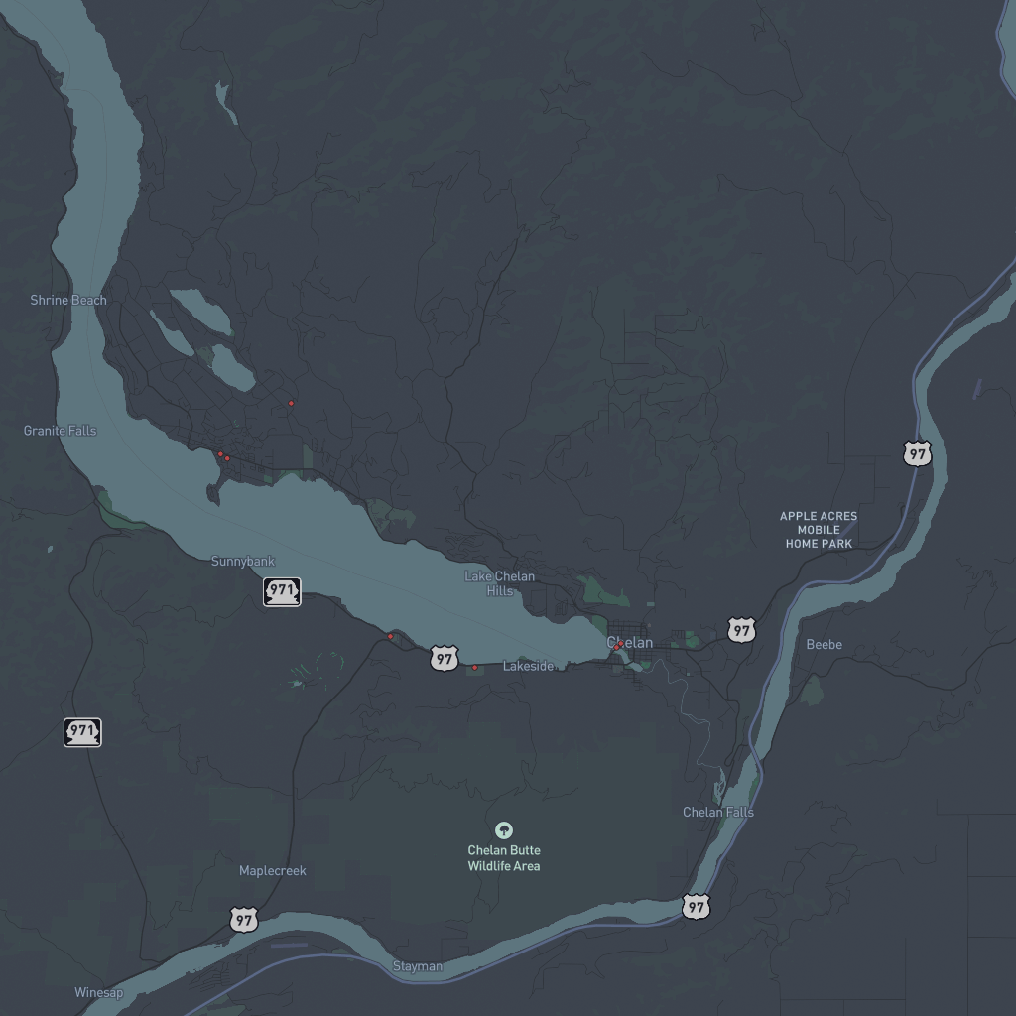 Shrine Beach
Granite Falls
97
APPLE ACRES
MOBILE
HOME PARK
Sunnybank
971
Lake Chelan
Hills
97
Chelan
Beebe
97
Lakeside
971
Chelan Falls
Chelan Butte
Wildlife Area
Maplecreek
97
97
Stayman
Winesap